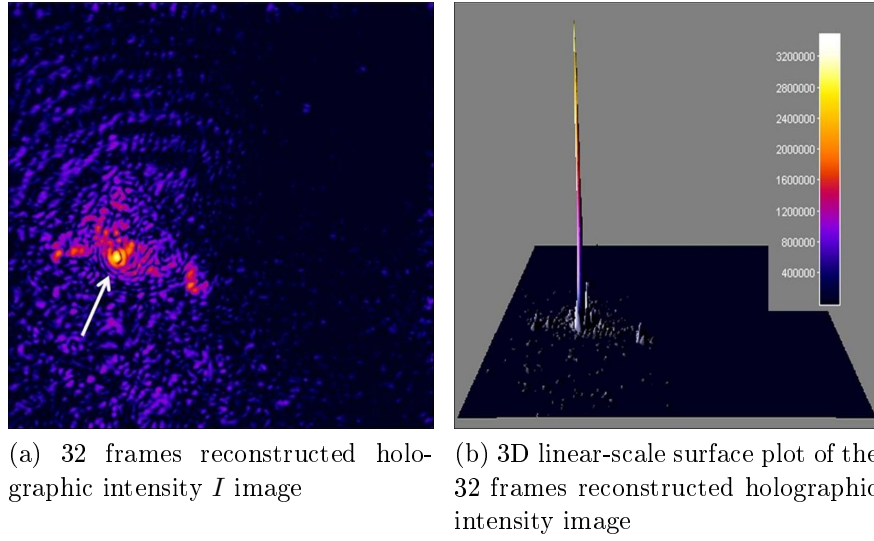 3200000
2800000
2400000
2000000
1600000
1200000
800000
400000
(a) 32 frames reconstructed holo-
graphic intensity I image
(b) 3D linear-scale surface plot of the
32 frames reconstructed holographic
intensity image